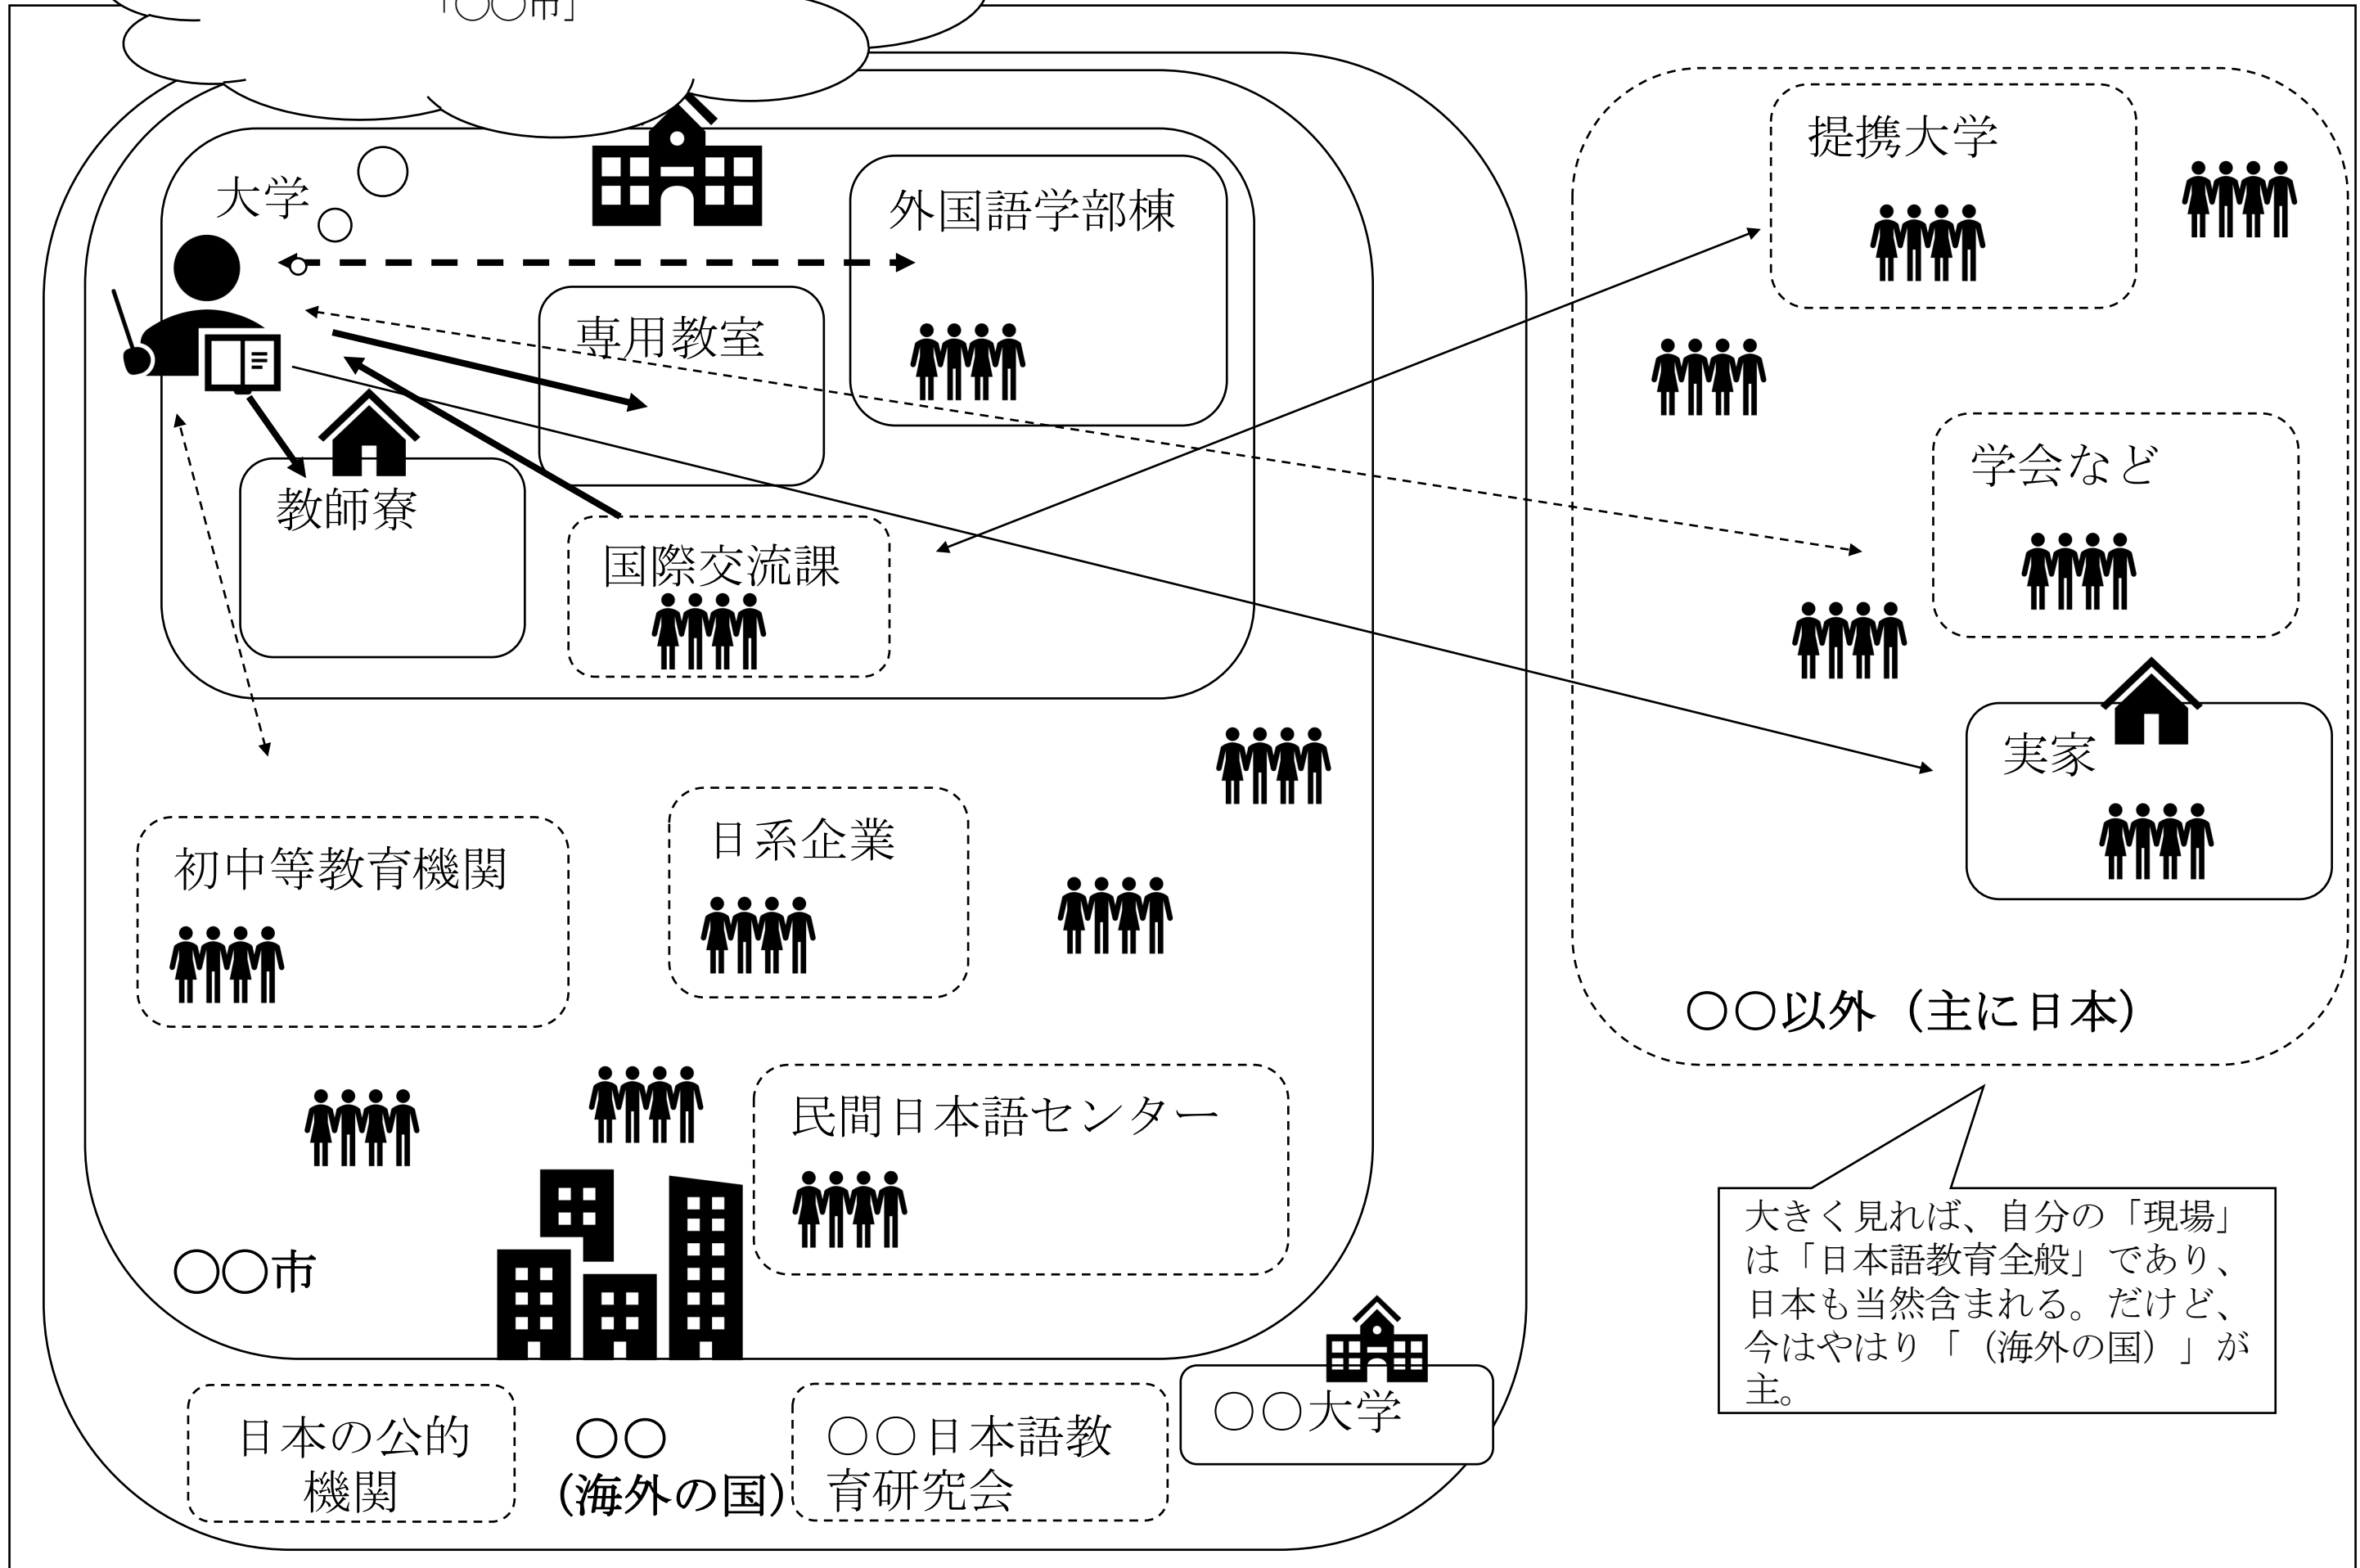 「○○市」
大学
外国語学部棟
専用教室
教師寮
国際交流課
提携大学
学会など
実家
○○以外（主に日本）
初中等教育機関
日系企業
民間日本語センター
○○市
日本の公的
機関
○○
（海外の国）
○○日本語教
育研究会
○○大学
大きく見れば、自分の「現場」
は「日本語教育全般」であり、
日本も当然含まれる。だけど、
今はやはり「（海外の国）」が
主。